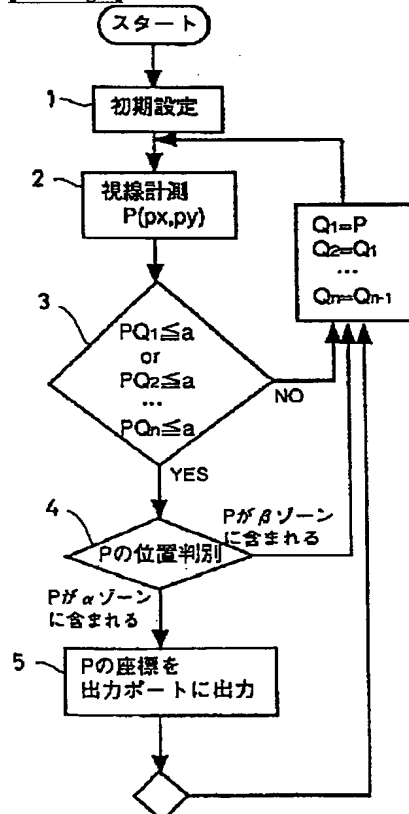 スタート
1
初期設定
2
視線計測
P(px,py)
Q1=P
Q2=Q1
…
Qn=Qn-1
3
PQ1≦a
or
PQ2≦a
…
PQn≦a
NO
YES
4
Pの位置判別
Pがβゾーン
に含まれる
Pがαゾーン
に含まれる
5
Pの座標を
出力ポートに出力